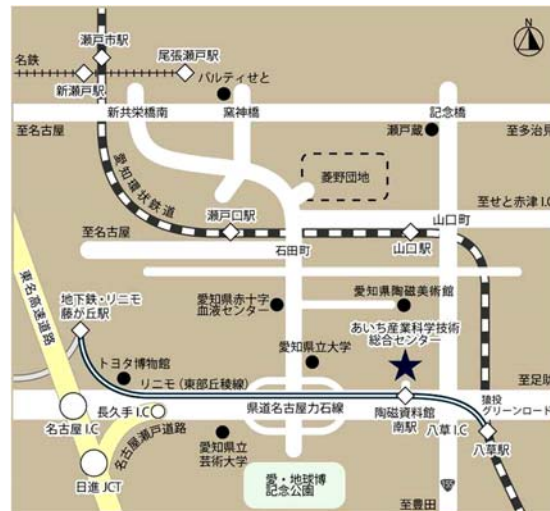 N
瀬戸市駅
尾張瀬戸駅
名鉄
新瀬戸駅
パルティせと
新共栄橋南
窯神橋
記念橋
至名古屋
瀬戸蔵
至多治見
愛知環状鉄道
菱野団地
瀬戸口駅
山口町
至せと赤津I.C
至名古屋
石田町
山口駅
東名高速道路
地下鉄・リニモ
藤が丘駅
愛知県赤十字
血液センター
愛知県陶磁美術館
あいち産業科学技術
総合センター
愛知県立大学
トヨタ博物館
リニモ（東部丘稜線）
至足助
猿投
グリーンロード
長久手I.C
県道名古屋力石線
陶磁資料館
南駅
八草I.C
八草駅
名古屋I.C
名古屋瀬戸道路
愛知県立
芸術大学
日進JCT
愛・地球博
記念公園
至豊田
155